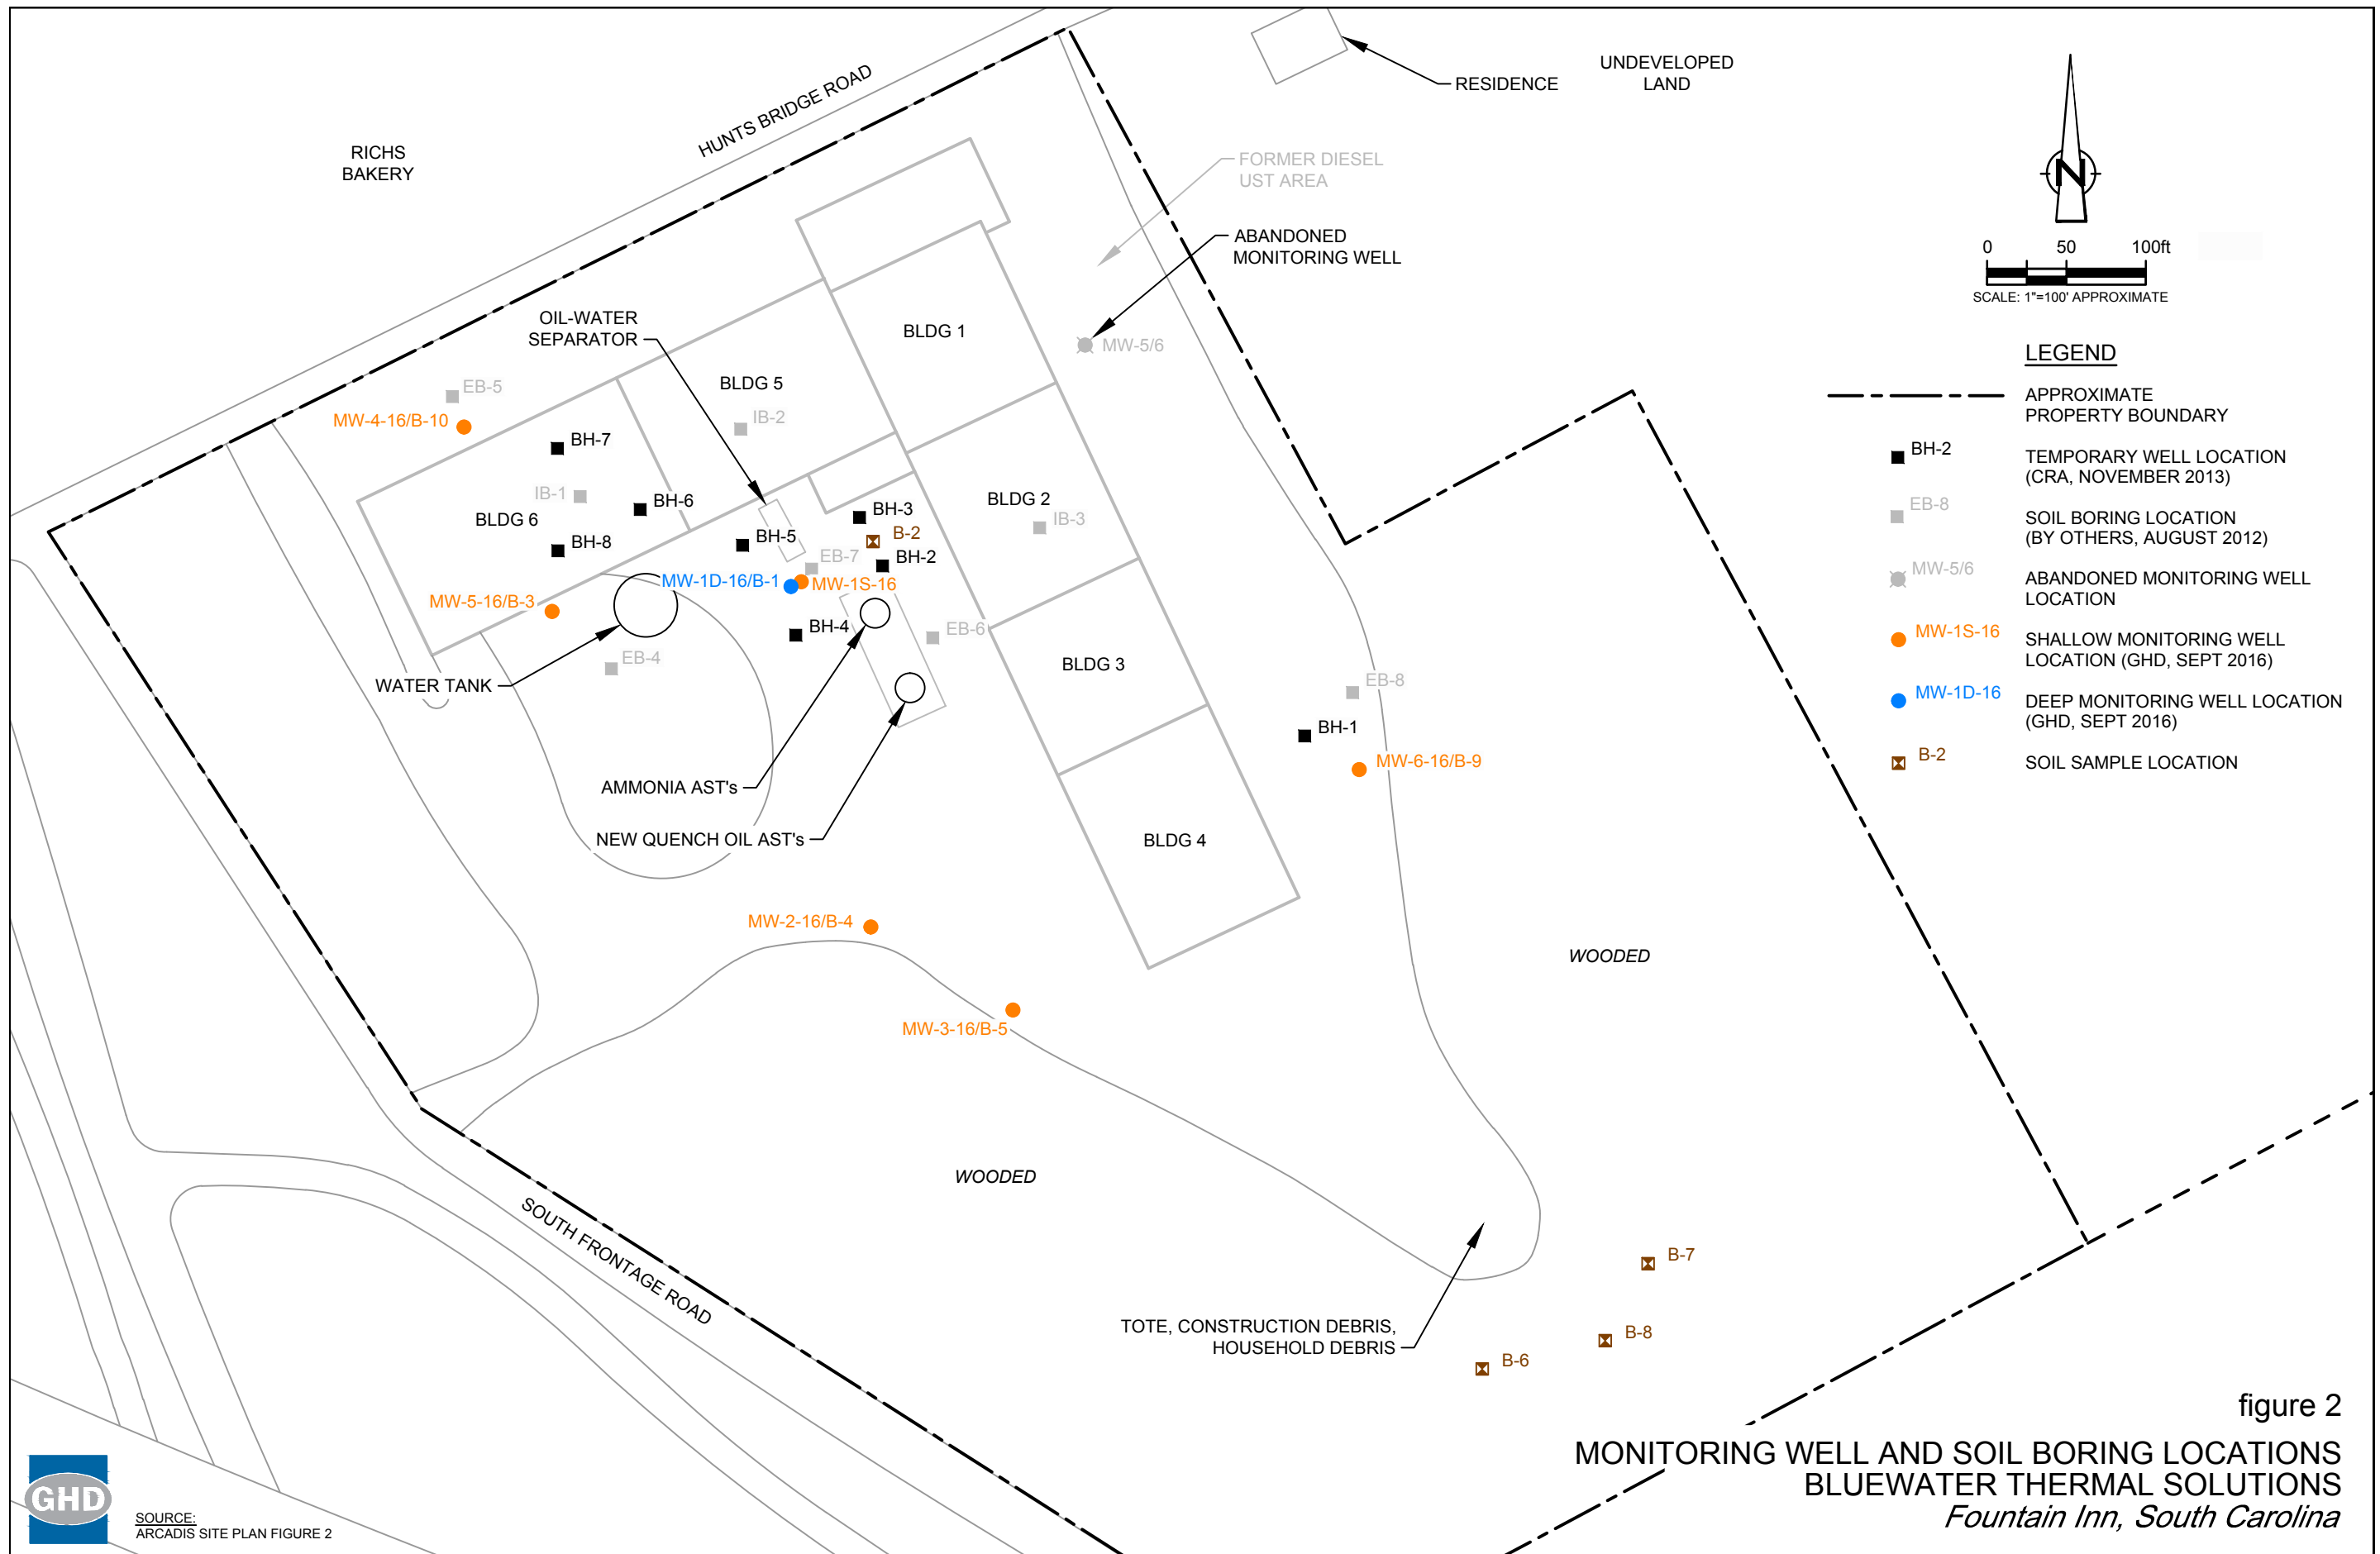 HUNTS BRIDGE ROAD
RESIDENCE
UNDEVELOPED
LAND
RICHS
BAKERY
FORMER DIESEL
UST AREA
ABANDONED
MONITORING WELL
N
0 50 100ft
SCALE: 1"=100' APPROXIMATE
OIL-WATER
SEPARATOR
BLDG 1
MW-5/6
BLDG 5
EB-5
MW-4-16/B-10
IB-2
BH-7
IB-1
BLDG 6
BH-6
BH-8
BH-5
BH-3
B-2
BH-2
EB-7
BLDG 2
IB-3
MW-1D-16/B-1
MW-1S-16
MW-5-16/B-3
BH-4
EB-6
EB-4
WATER TANK
BLDG 3
EB-8
BH-1
MW-6-16/B-9
AMMONIA AST's
NEW QUENCH OIL AST's
BLDG 4
MW-2-16/B-4
WOODED
MW-3-16/B-5
WOODED
SOUTH FRONTAGE ROAD
TOTE, CONSTRUCTION DEBRIS,
HOUSEHOLD DEBRIS
B-7
B-8
B-6
LEGEND
APPROXIMATE
PROPERTY BOUNDARY
BH-2
TEMPORARY WELL LOCATION
(CRA, NOVEMBER 2013)
EB-8
SOIL BORING LOCATION
(BY OTHERS, AUGUST 2012)
MW-5/6
ABANDONED MONITORING WELL
LOCATION
MW-1S-16
SHALLOW MONITORING WELL
LOCATION (GHD, SEPT 2016)
MW-1D-16
DEEP MONITORING WELL LOCATION
(GHD, SEPT 2016)
B-2
SOIL SAMPLE LOCATION
figure 2
MONITORING WELL AND SOIL BORING LOCATIONS
BLUEWATER THERMAL SOLUTIONS
Fountain Inn, South Carolina
GHD
SOURCE:
ARCADIS SITE PLAN FIGURE 2